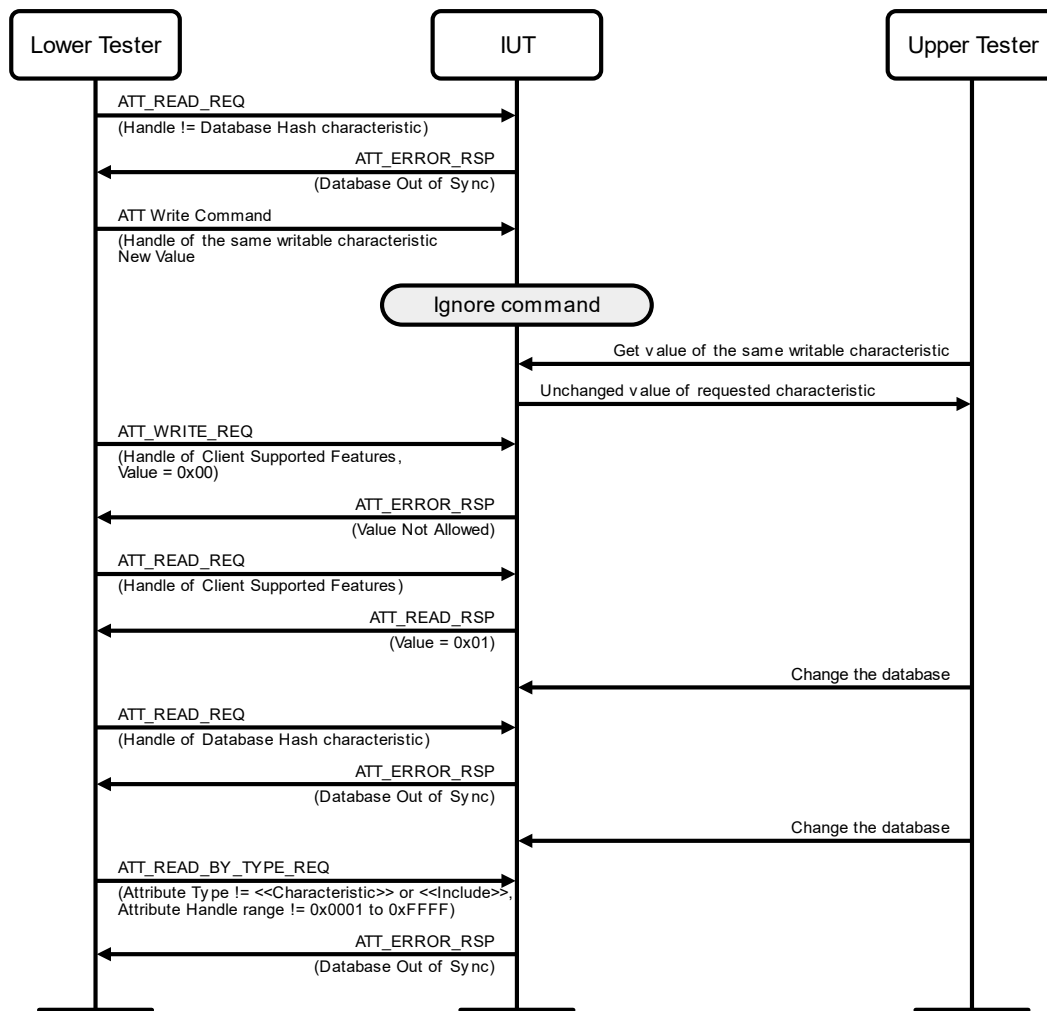 Lower Tester
IUT
Upper Tester
ATT_READ_REQ
(Handle != Database Hash characteristic)
ATT_ERROR_RSP
(Database Out of Sync)
ATT Write Command
(Handle of the same writable characteristic
New Value
Ignore command
Get value of the same writable characteristic
Unchanged value of requested characteristic
ATT_WRITE_REQ
(Handle of Client Supported Features,
Value = 0x00)
ATT_ERROR_RSP
(Value Not Allowed)
ATT_READ_REQ
(Handle of Client Supported Features)
ATT_READ_RSP
(Value = 0x01)
Change the database
ATT_READ_REQ
(Handle of Database Hash characteristic)
ATT_ERROR_RSP
(Database Out of Sync)
Change the database
ATT_READ_BY_TYPE_REQ
(Attribute Type != <<Characteristic>> or <<Include>>,
Attribute Handle range != 0x0001 to 0xFFFF)
ATT_ERROR_RSP
(Database Out of Sync)